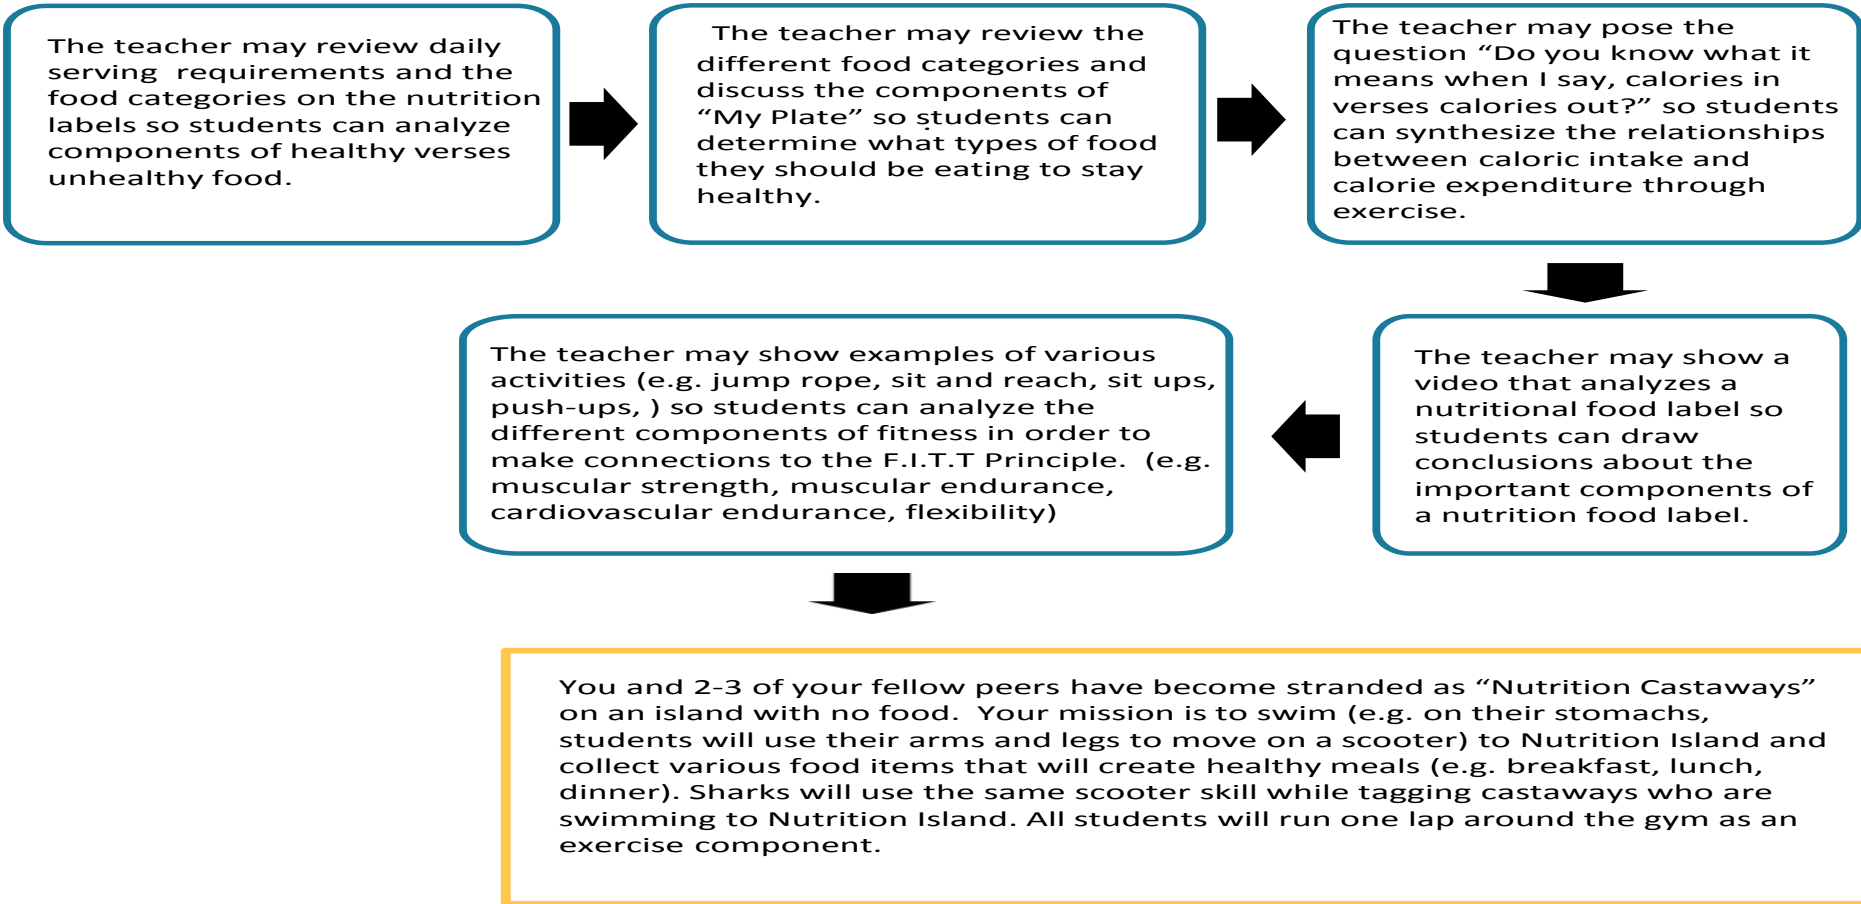 The teacher may review daily
serving  requirements and the
food categories on the nutrition
labels so students can analyze
components of healthy verses
unhealthy food.
The teacher may review the
different food categories and
discuss the components of
“My Plate” so students can
determine what types of food
they should be eating to stay
healthy.
The teacher may pose the
question “Do you know what it
means when I say, calories in
verses calories out?” so students
can synthesize the relationships
between caloric intake and
calorie expenditure through
exercise.
The teacher may show a
video that analyzes a
nutritional food label so
students can draw
conclusions about the
important components of
a nutrition food label.
The teacher may show examples of various
activities (e.g. jump rope, sit and reach, sit ups,
push-ups, ) so students can analyze the
different components of fitness in order to
make connections to the F.I.T.T Principle.  (e.g.
muscular strength, muscular endurance,
cardiovascular endurance, flexibility)
You and 2-3 of your fellow peers have become stranded as “Nutrition Castaways”
on an island with no food.  Your mission is to swim (e.g. on their stomachs,
students will use their arms and legs to move on a scooter) to Nutrition Island and
collect various food items that will create healthy meals (e.g. breakfast, lunch,
dinner). Sharks will use the same scooter skill while tagging castaways who are
swimming to Nutrition Island. All students will run one lap around the gym as an
exercise component.